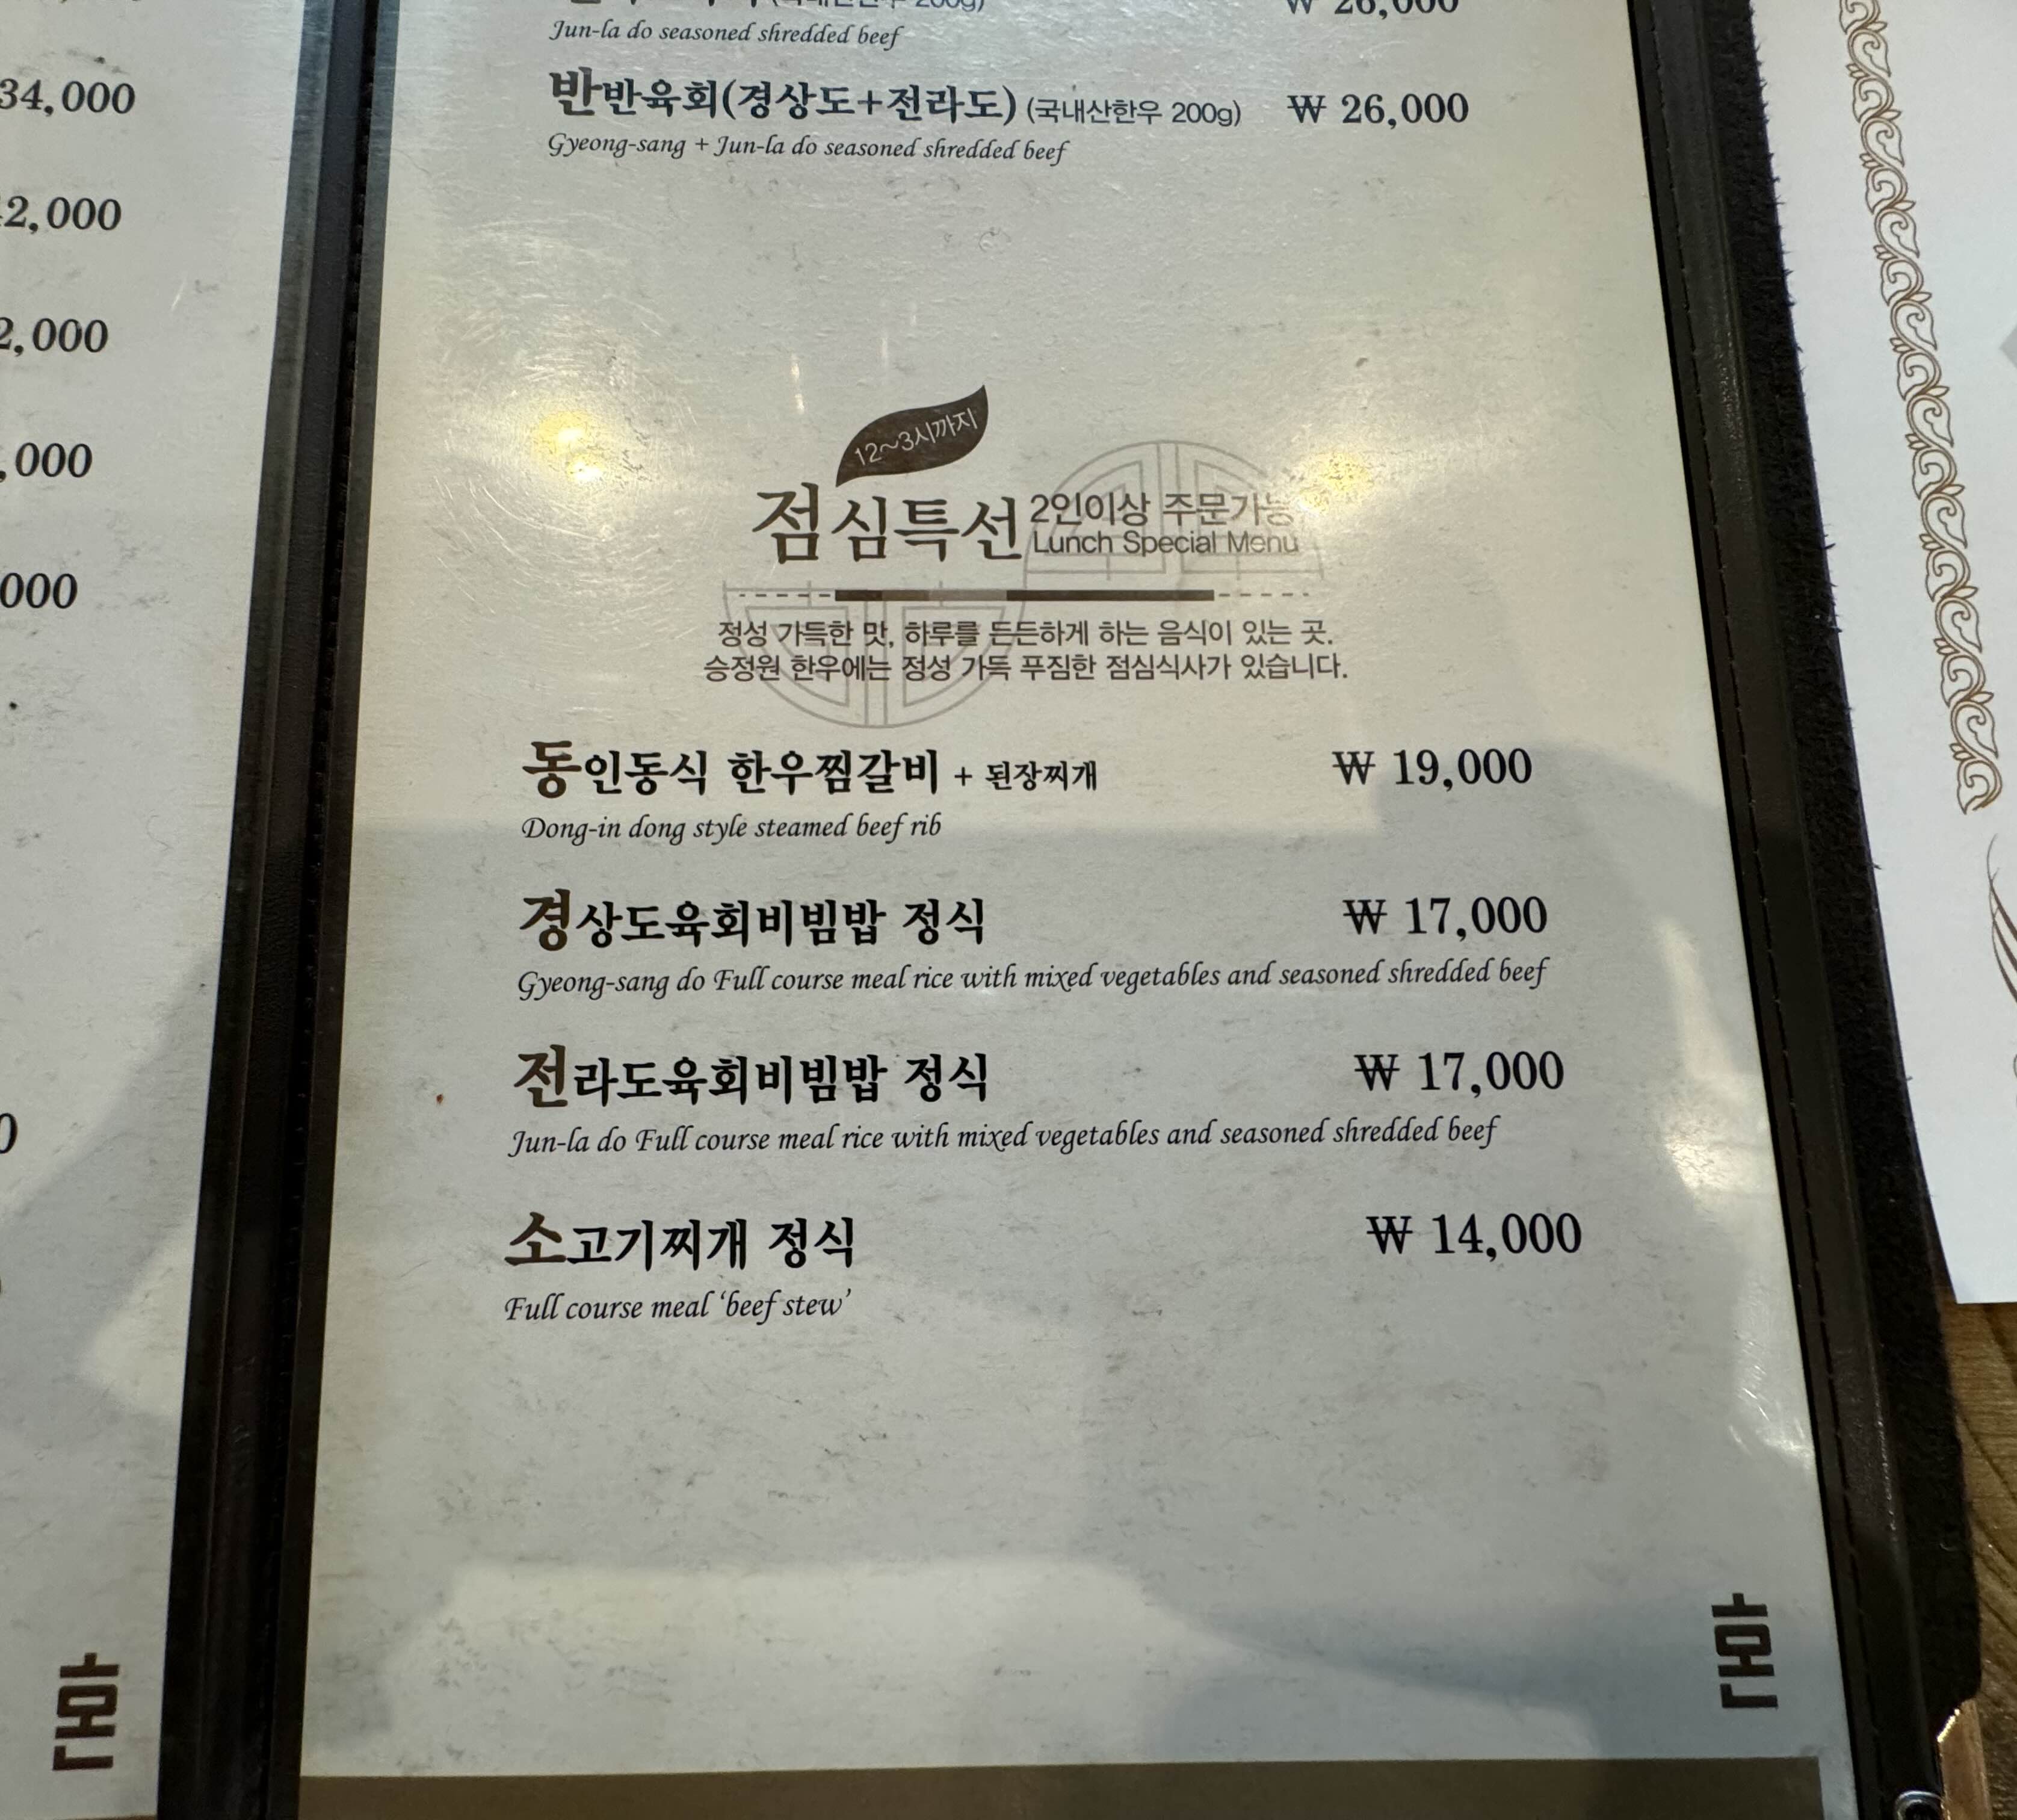 34,000
2,000
2,000
,000
000
0
Jun-la do seasoned shredded beef
₩ 26,000
반반육회(경상도+전라도) (국내산한우 200g) ₩ 26,000
Gyeong-sang + Jun-la do seasoned shredded beef
12~3시까지
점심특선 2인이상 주문가능
Lunch Special Menu
정성 가득한 맛, 하루를 든든하게 하는 음식이 있는 곳.
승정원 한우에는 정성 가득 푸짐한 점심식사가 있습니다.
동인동식 한우찜갈비 + 된장찌개 ₩ 19,000
Dong-in dong style steamed beef rib
경상도육회비빔밥 정식 ₩ 17,000
Gyeong-sang do Full course meal rice with mixed vegetables and seasoned shredded beef
전라도육회비빔밥 정식 ₩ 17,000
Jun-la do Full course meal rice with mixed vegetables and seasoned shredded beef
소고기찌개 정식 ₩ 14,000
Full course meal ‘beef stew’